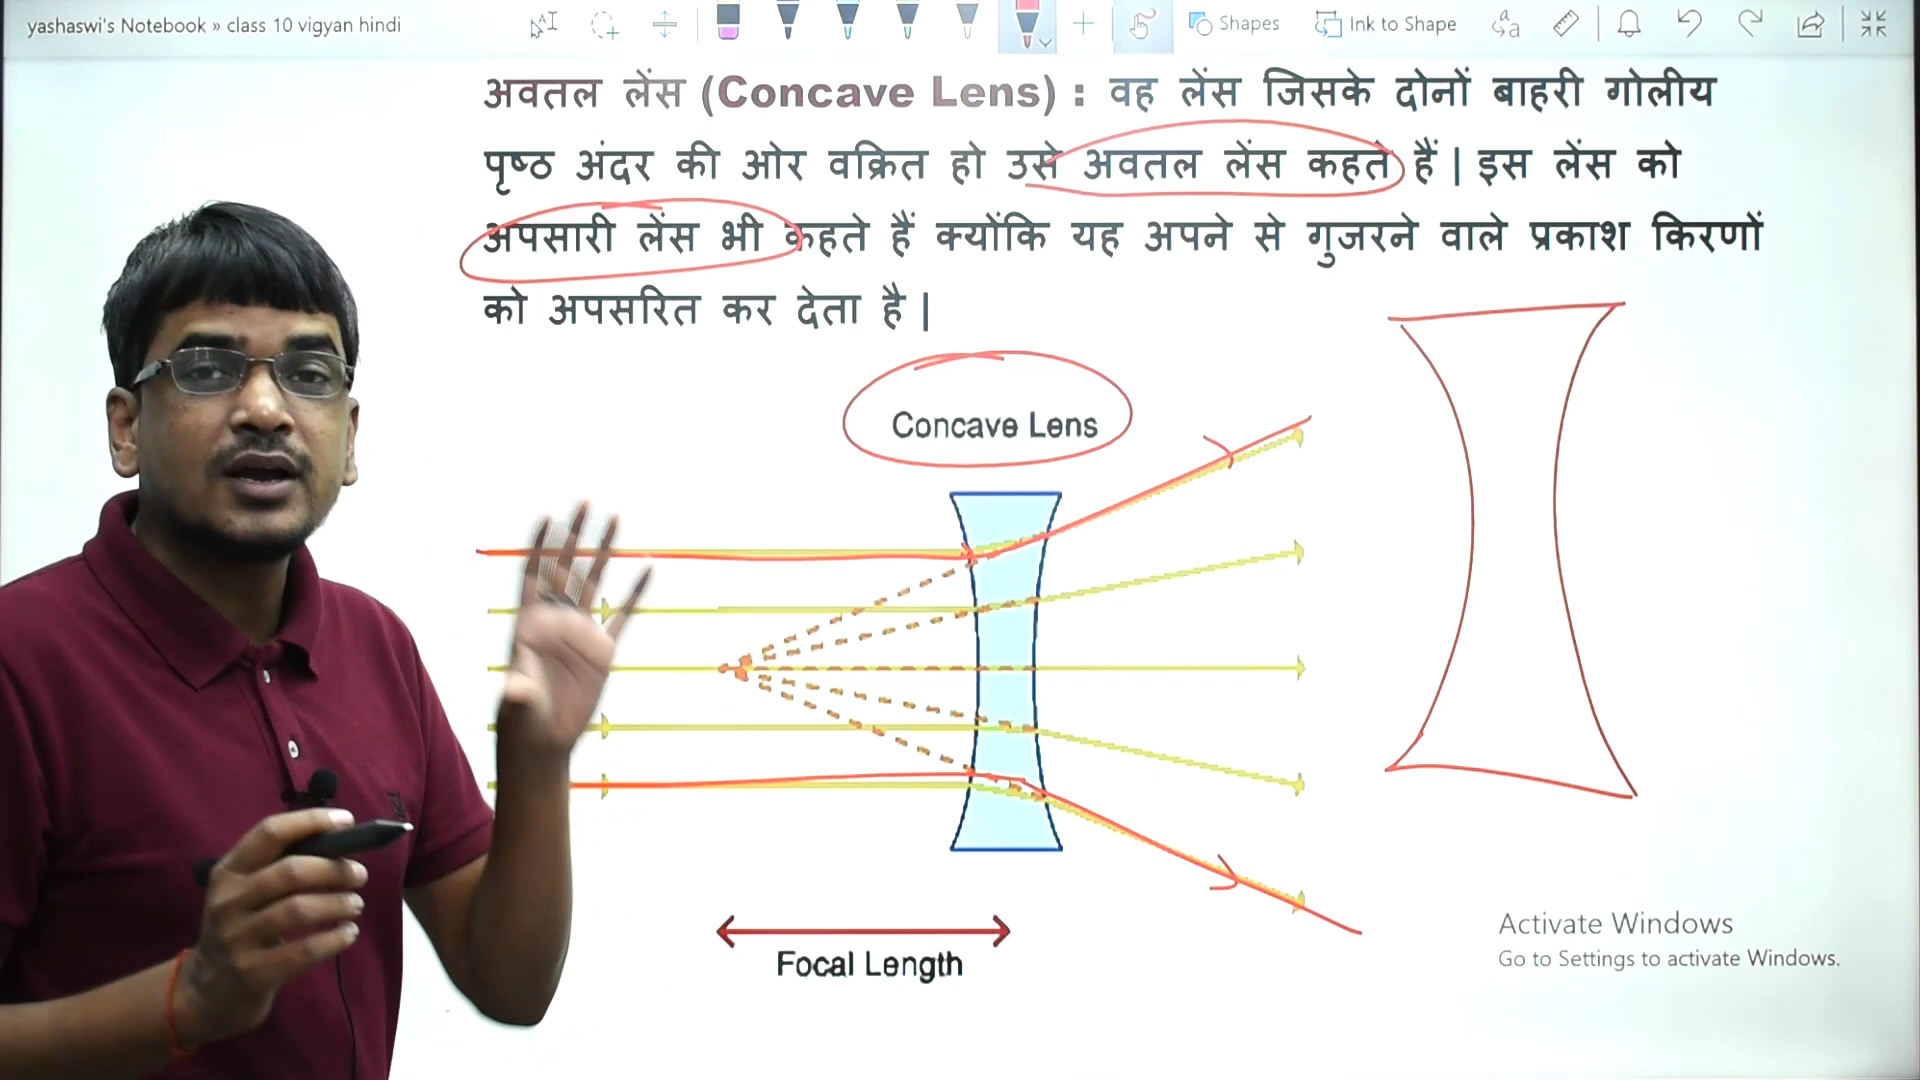 yashaswi's Notebook » class 10 vigyan hindi
Shapes
Ink to Shape
अवतल लेंस (Concave Lens) : वह लेंस जिसके दोनों बाहरी गोलीय
पृष्ठ अंदर की ओर वक्रित हो उसे अवतल लेंस कहते हैं | इस लेंस को
अपसारी लेंस भी कहते हैं क्योंकि यह अपने से गुजरने वाले प्रकाश किरणों
को अपसरित कर देता है |
Concave Lens
Focal Length
Activate Windows
Go to Settings to activate Windows.